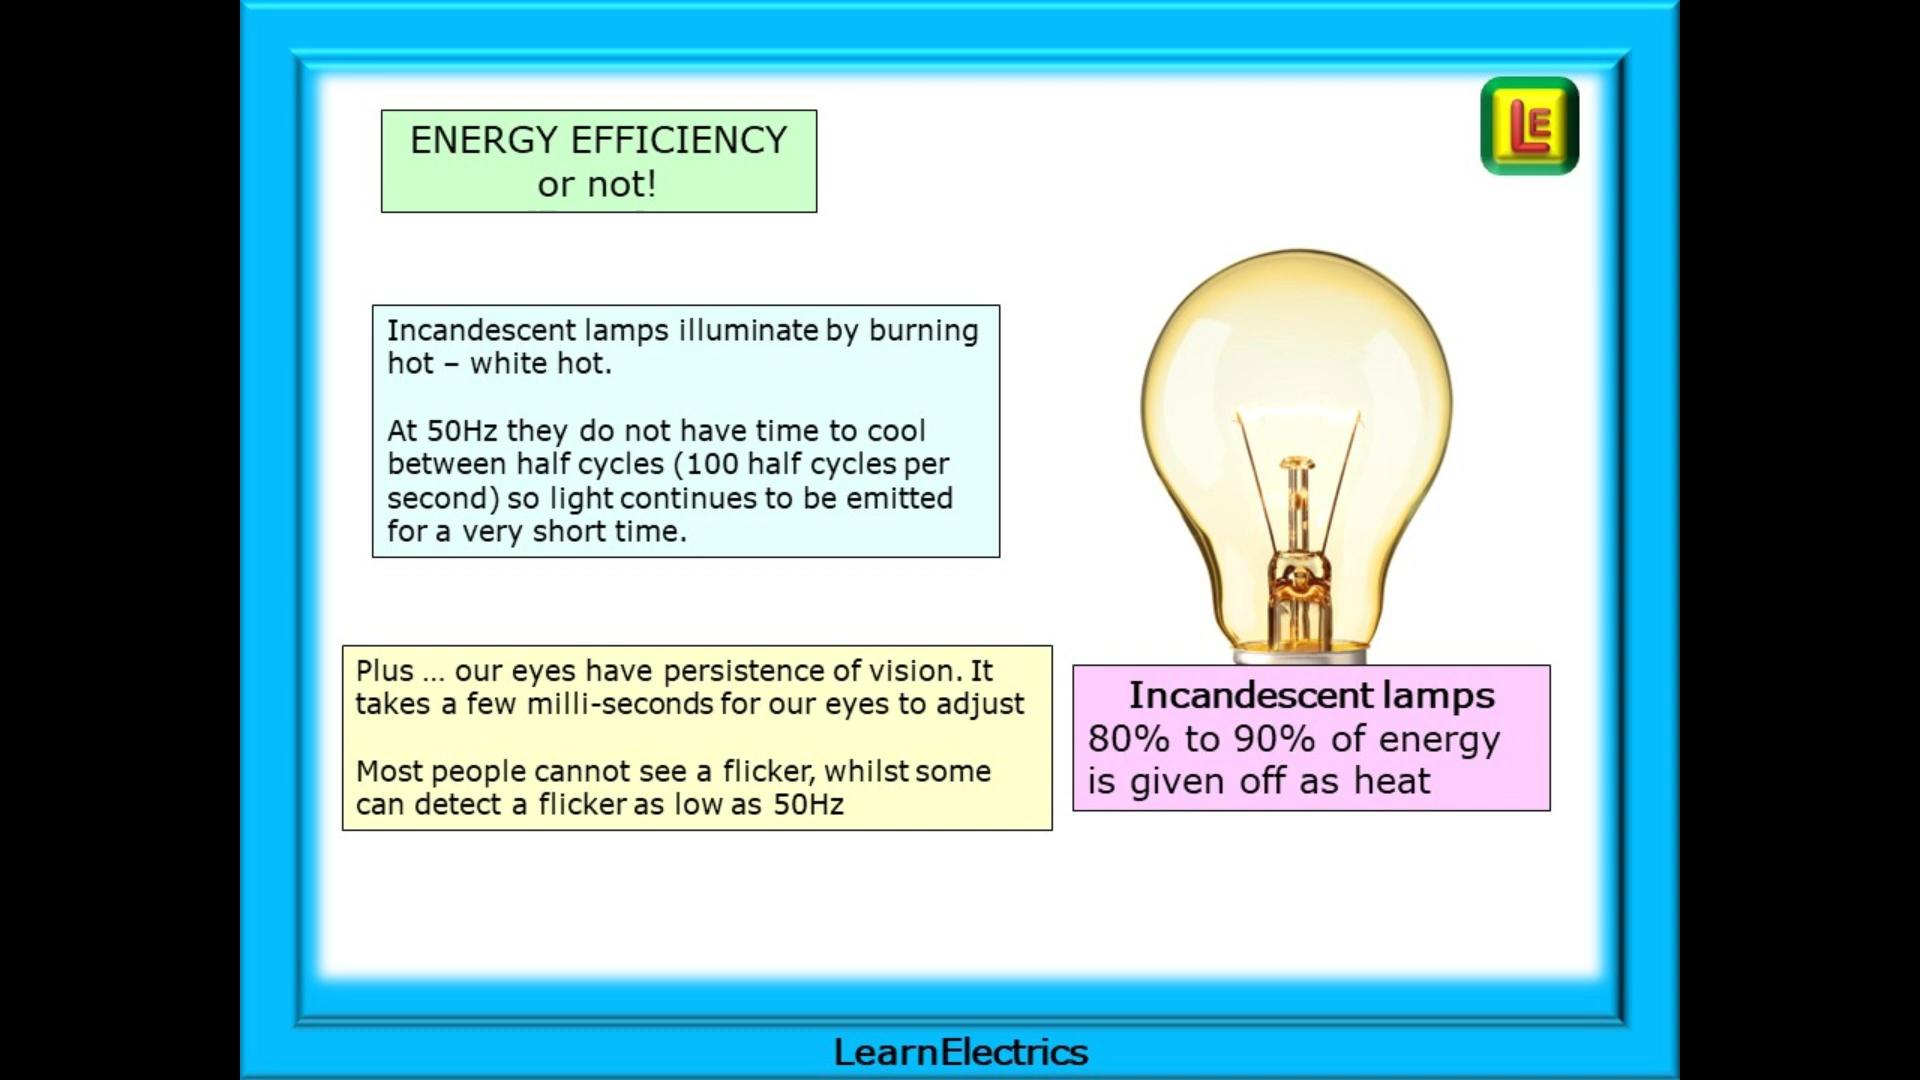 ENERGY EFFICIENCY
or not!
LE
Incandescent lamps illuminate by burning
hot – white hot.
At 50Hz they do not have time to cool
between half cycles (100 half cycles per
second) so light continues to be emitted
for a very short time.
Plus ... our eyes have persistence of vision. It
takes a few milli-seconds for our eyes to adjust
Most people cannot see a flicker, whilst some
can detect a flicker as low as 50Hz
Incandescent lamps
80% to 90% of energy
is given off as heat
LearnElectrics